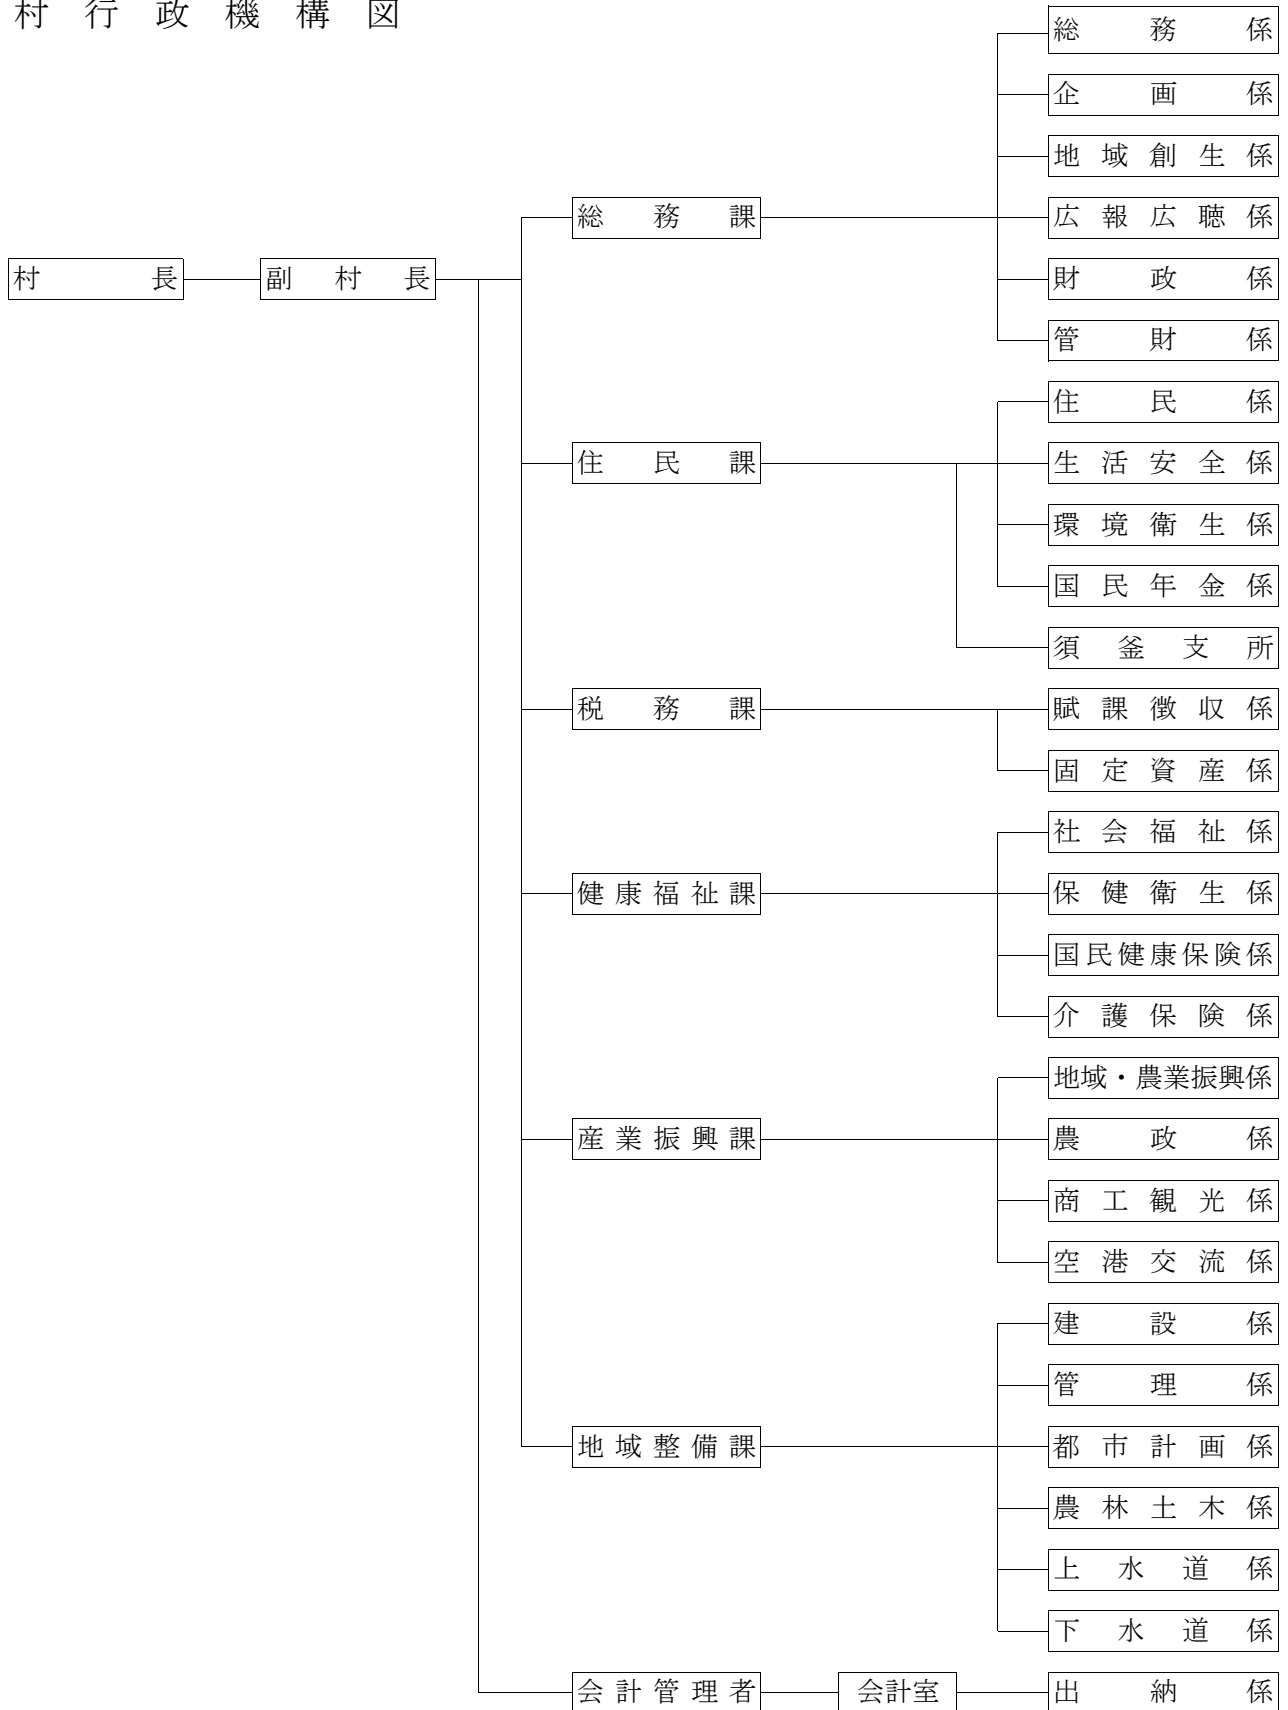 村行政機構図
総務係
企画係
地域創生係
総務課 広報広聴係
村長 副村長 財政係
管財係
住民係
住民課 生活安全係
環境衛生係
国民年金係
須釜支所
税務課 賦課徴収係
固定資産係
社会福祉係
健康福祉課 保健衛生係
国民健康保険係
介護保険係
地域・農業振興係
産業振興課 農政係
商工観光係
空港交流係
建設係
管理係
地域整備課 都市計画係
農林土木係
上水道係
下水道係
会計管理者 会計室 出納係